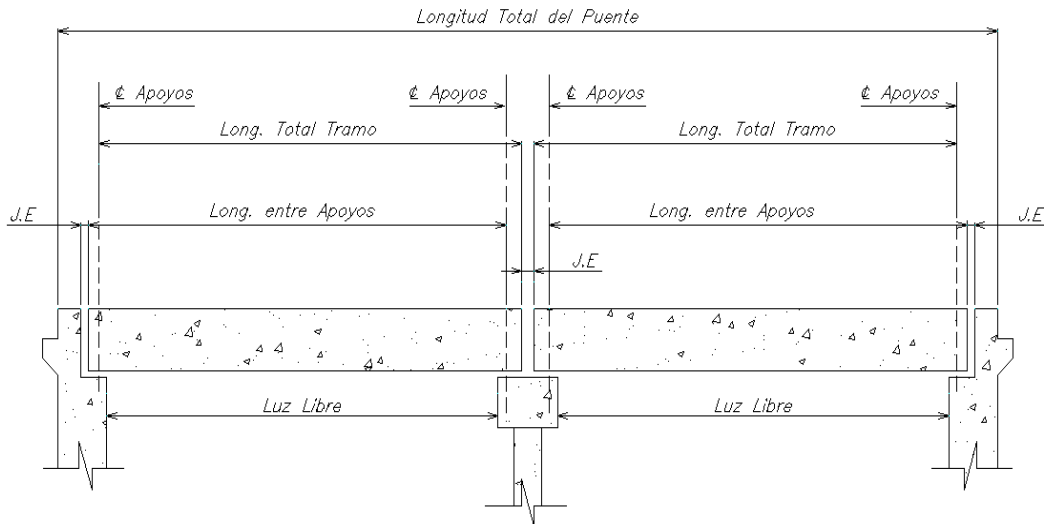 Longitud Total del Puente
℄ Apoyos
℄ Apoyos
℄ Apoyos
℄ Apoyos
Long. Total Tramo
Long. Total Tramo
J.E
Long. entre Apoyos
Long. entre Apoyos
J.E
J.E
Luz Libre
Luz Libre